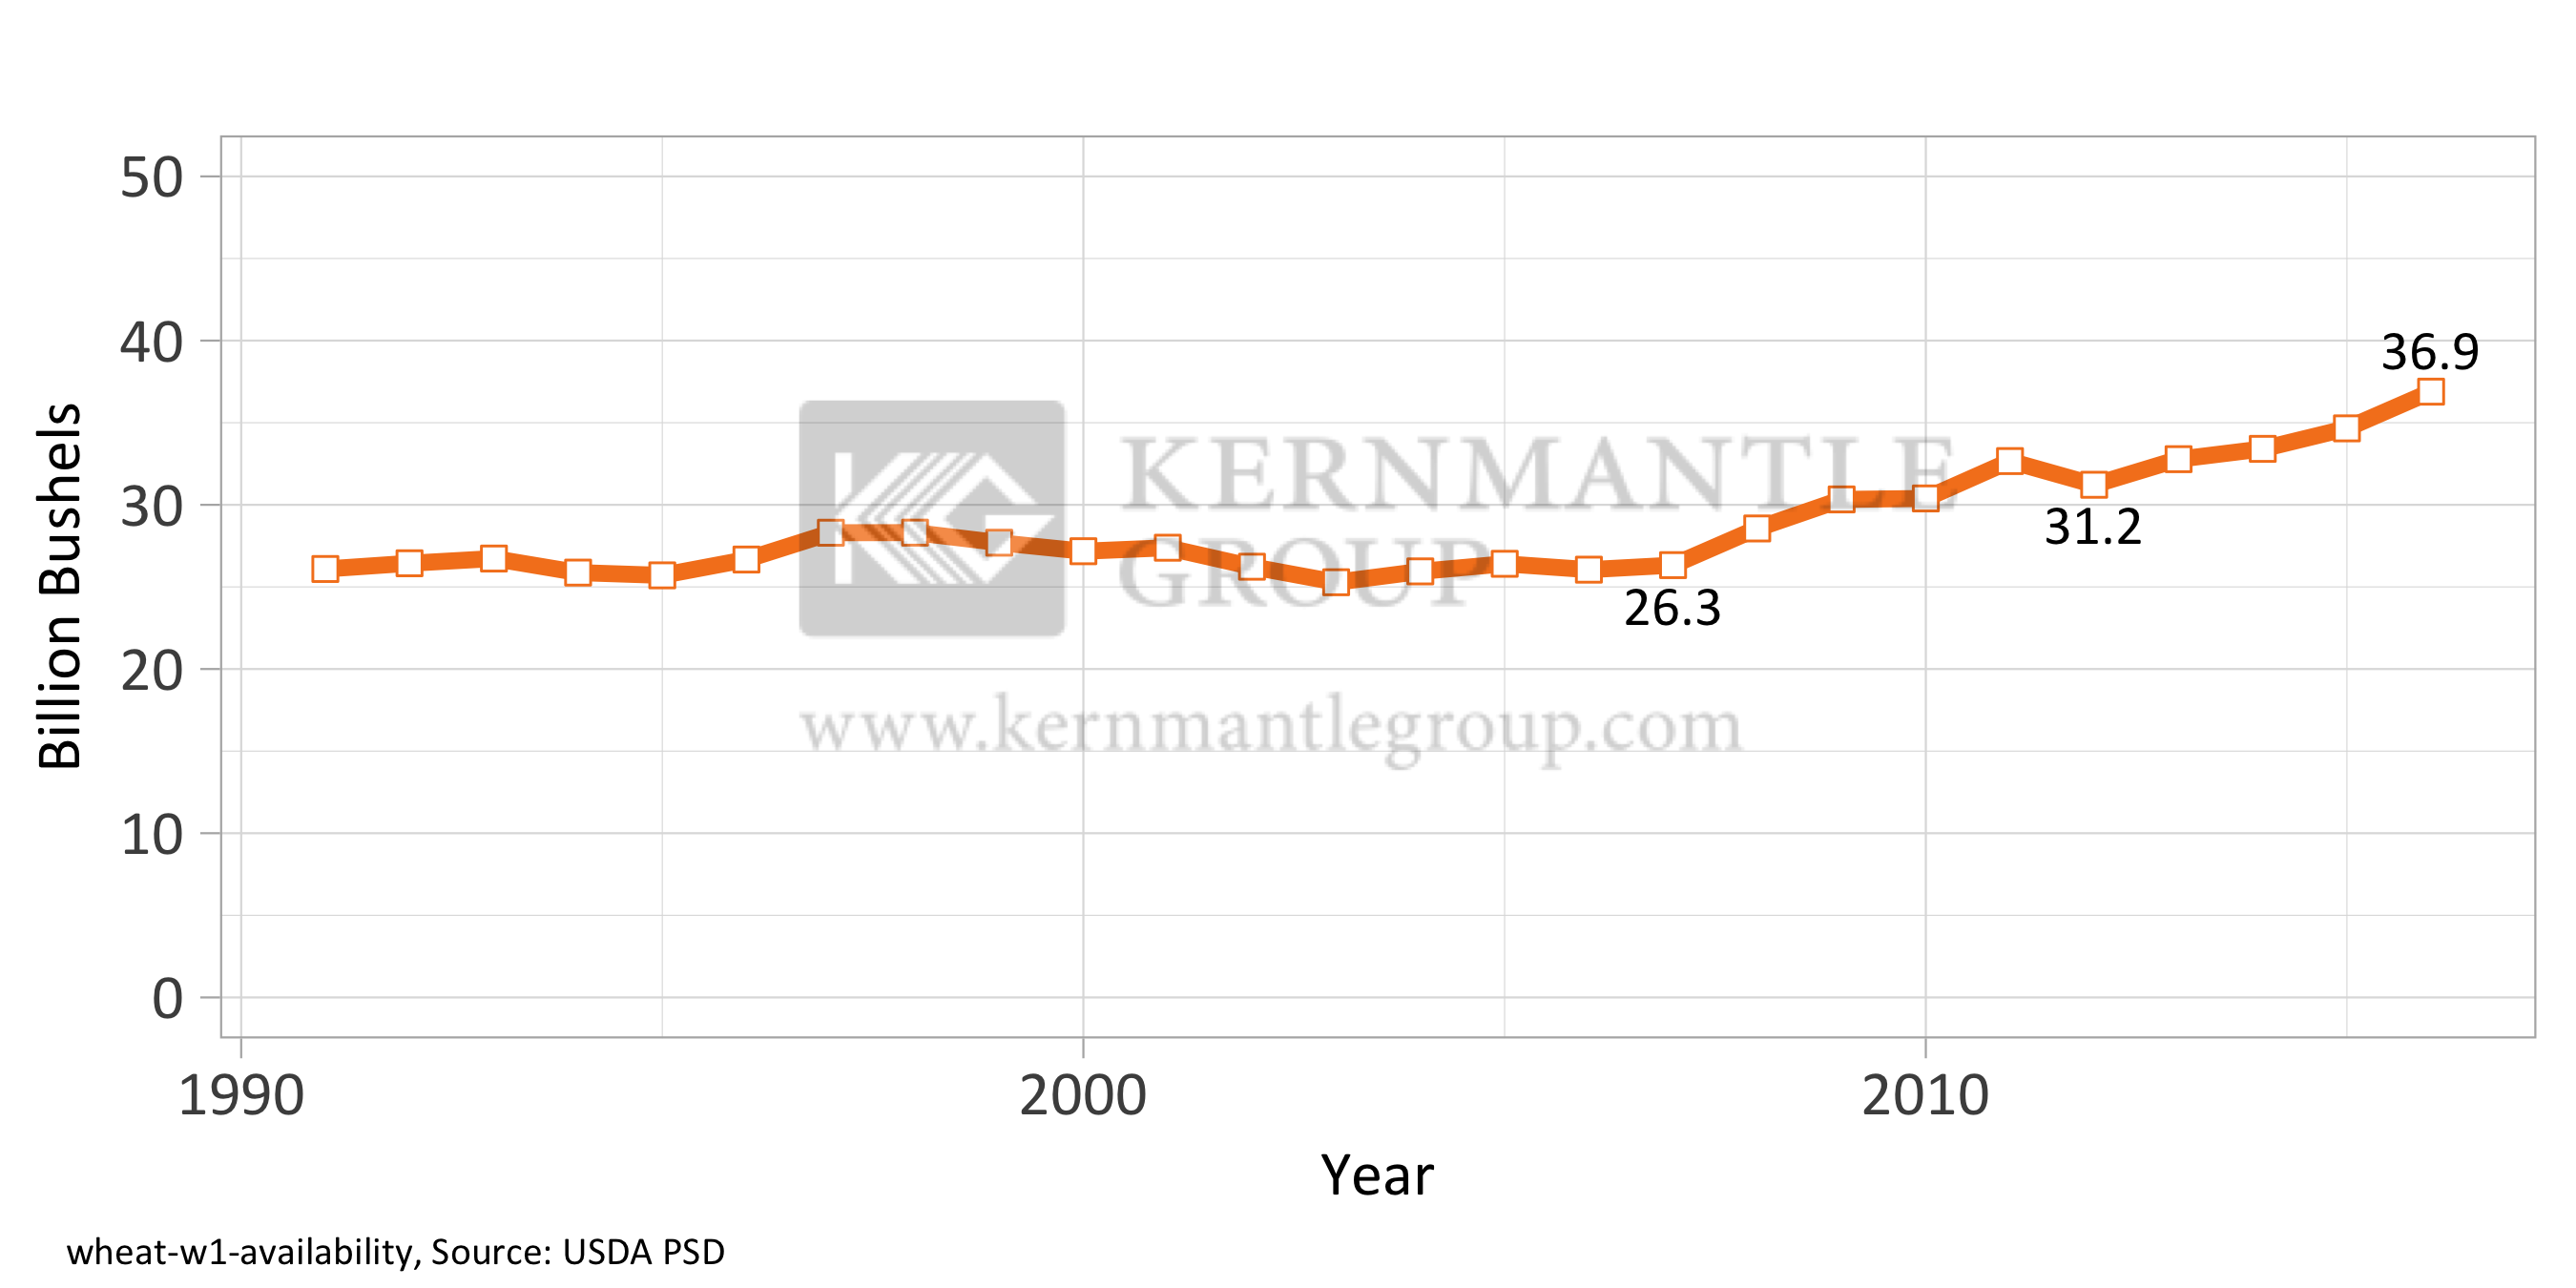 50
40
30
20
10
0
Billion Bushels
36.9
31.2
26.3
KERNMANTLE
GROUP
www.kernmantlegroup.com
1990 2000 2010
Year
wheat-w1-availability, Source: USDA PSD